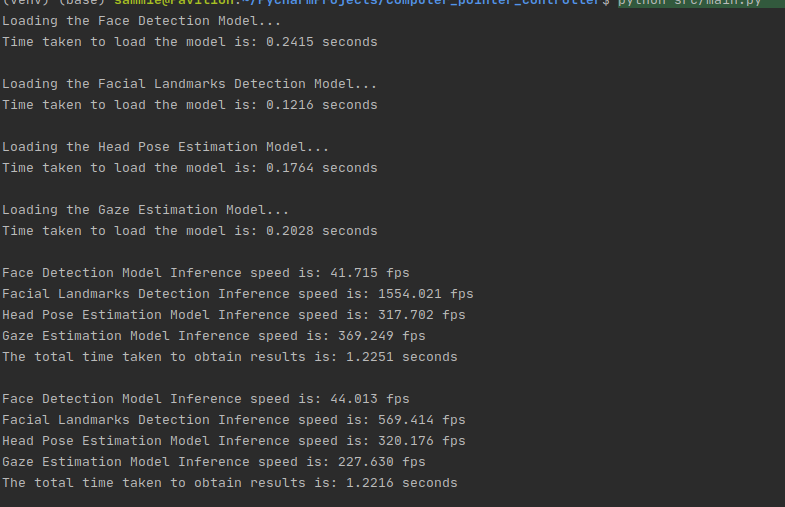 (venv) (base) sammie@Pavilion:~/PycharmProjects/computer_pointer_controller$ python src/main.py
Loading the Face Detection Model...
Time taken to load the model is: 0.2415 seconds
Loading the Facial Landmarks Detection Model...
Time taken to load the model is: 0.1216 seconds
Loading the Head Pose Estimation Model...
Time taken to load the model is: 0.1764 seconds
Loading the Gaze Estimation Model...
Time taken to load the model is: 0.2028 seconds
Face Detection Model Inference speed is: 41.715 fps
Facial Landmarks Detection Inference speed is: 1554.021 fps
Head Pose Estimation Model Inference speed is: 317.702 fps
Gaze Estimation Model Inference speed is: 369.249 fps
The total time taken to obtain results is: 1.2251 seconds
Face Detection Model Inference speed is: 44.013 fps
Facial Landmarks Detection Inference speed is: 569.414 fps
Head Pose Estimation Model Inference speed is: 320.176 fps
Gaze Estimation Model Inference speed is: 227.630 fps
The total time taken to obtain results is: 1.2216 seconds